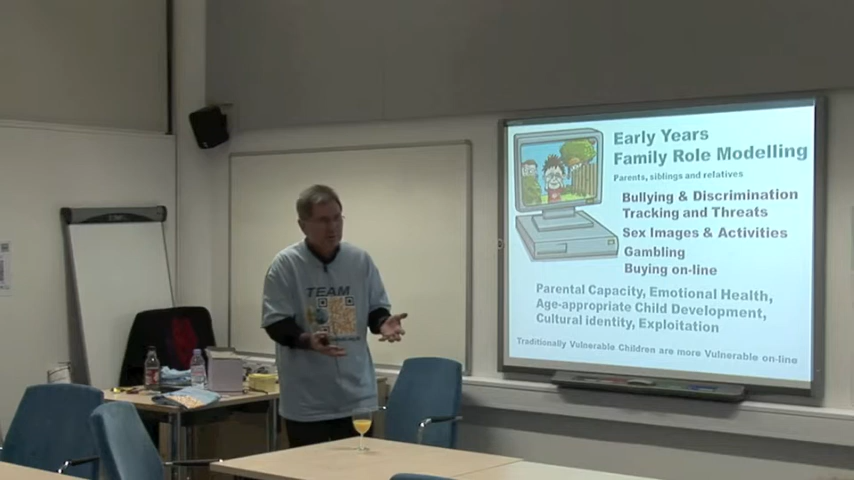 Early Years
Family Role Modelling
Parents, siblings and relatives
Bullying & Discrimination
Tracking and Threats
Sex Images & Activities
Gambling
Buying on-line
Parental Capacity, Emotional Health,
Age-appropriate Child Development,
Cultural identity, Exploitation
Traditionally Vulnerable Children are more Vulnerable on-line
TEAM